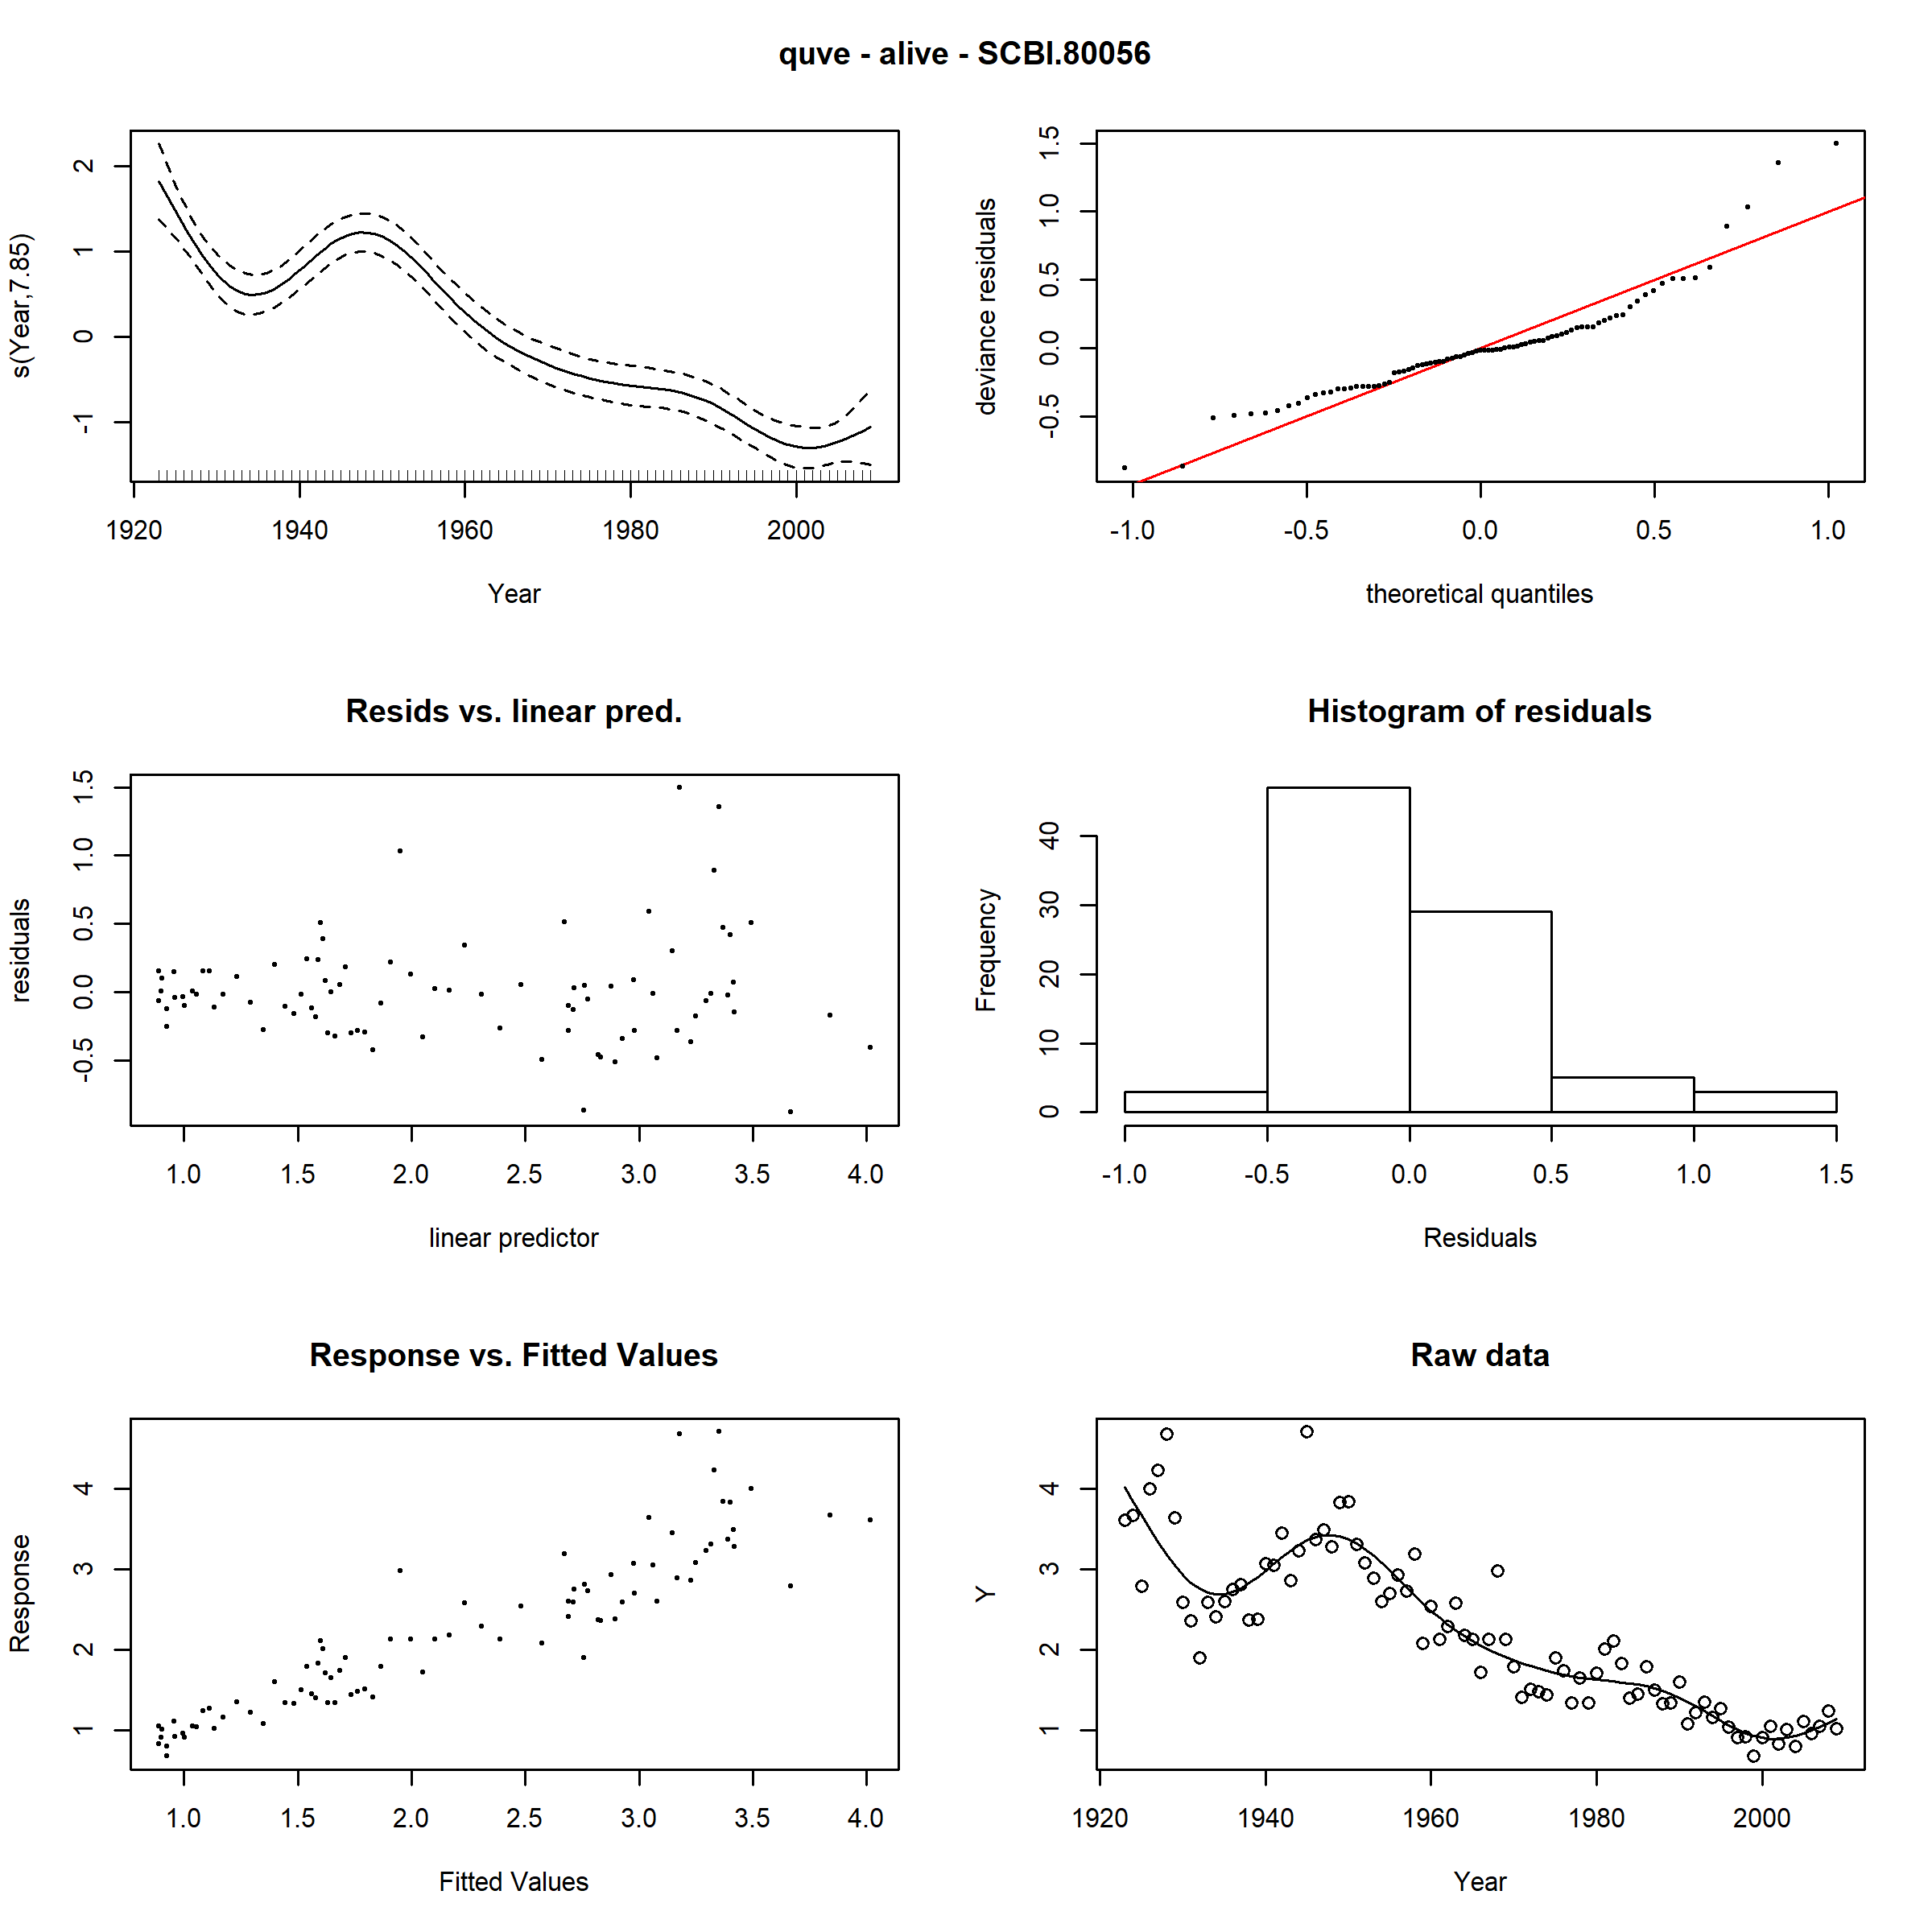 quve - alive - SCBI.80056
s(Year,7.85)
2
1
0
-1
1920 1940 1960 1980 2000
Year
deviance residuals
1.5
1.0
0.5
0.0
-0.5
-1.0 -0.5 0.0 0.5 1.0
theoretical quantiles
Resids vs. linear pred.
residuals
1.5
1.0
0.5
0.0
-0.5
1.0 1.5 2.0 2.5 3.0 3.5 4.0
linear predictor
Histogram of residuals
Frequency
40
30
20
10
0
-1.0 -0.5 0.0 0.5 1.0 1.5
Residuals
Response vs. Fitted Values
Response
4
3
2
1
1.0 1.5 2.0 2.5 3.0 3.5 4.0
Fitted Values
Raw data
Y
4
3
2
1
1920 1940 1960 1980 2000
Year